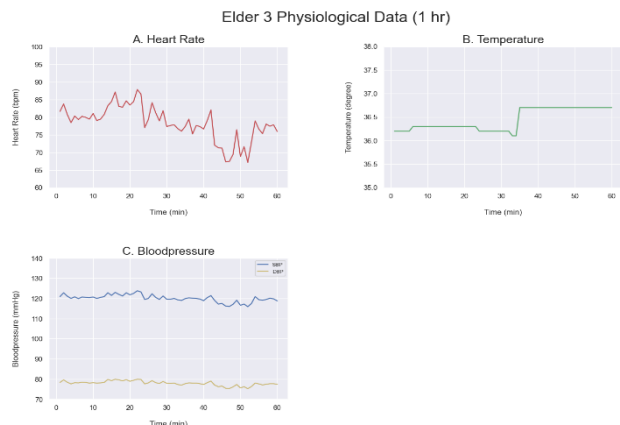 Elder 3 Physiological Data (1 hr)
A. Heart Rate
100
95
90
85
80
75
70
65
60
Heart Rate (bpm)
0 10 20 30 40 50 60
Time (min)
B. Temperature
38.0
37.5
37.0
36.5
36.0
35.5
35.0
Temperature (degree)
0 10 20 30 40 50 60
Time (min)
C. Bloodpressure
140
130
120
110
100
90
80
70
Bloodpressure (mmHg)
0 10 20 30 40 50 60
Time (min)